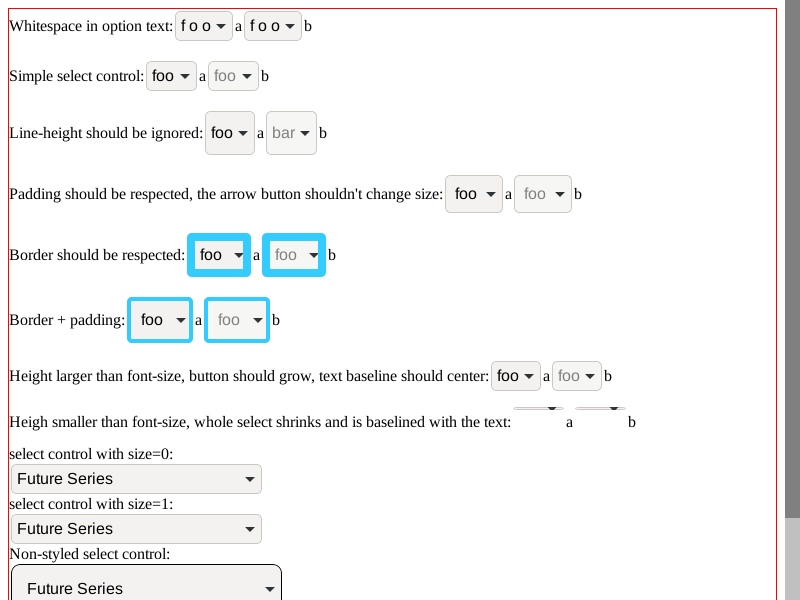 Whitespace in option text: f o o a f o o b
Simple select control: foo a foo b
Line-height should be ignored: foo a bar b
Padding should be respected, the arrow button shouldn't change size: foo a foo b
Border should be respected: foo a foo b
Border + padding: foo a foo b
Height larger than font-size, button should grow, text baseline should center: foo a foo b
Heigh smaller than font-size, whole select shrinks and is baselined with the text: a b
select control with size=0:
Future Series
select control with size=1:
Future Series
Non-styled select control:
Future Series